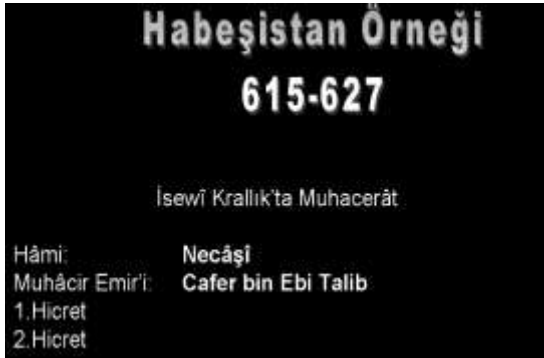 Habeşistan Örneği
615-627
İsewî Krallık'ta Muhacerât
Hâmi: Necâşî
Muhâcir Emir'i: Cafer bin Ebi Talib
1.Hicret
2.Hicret